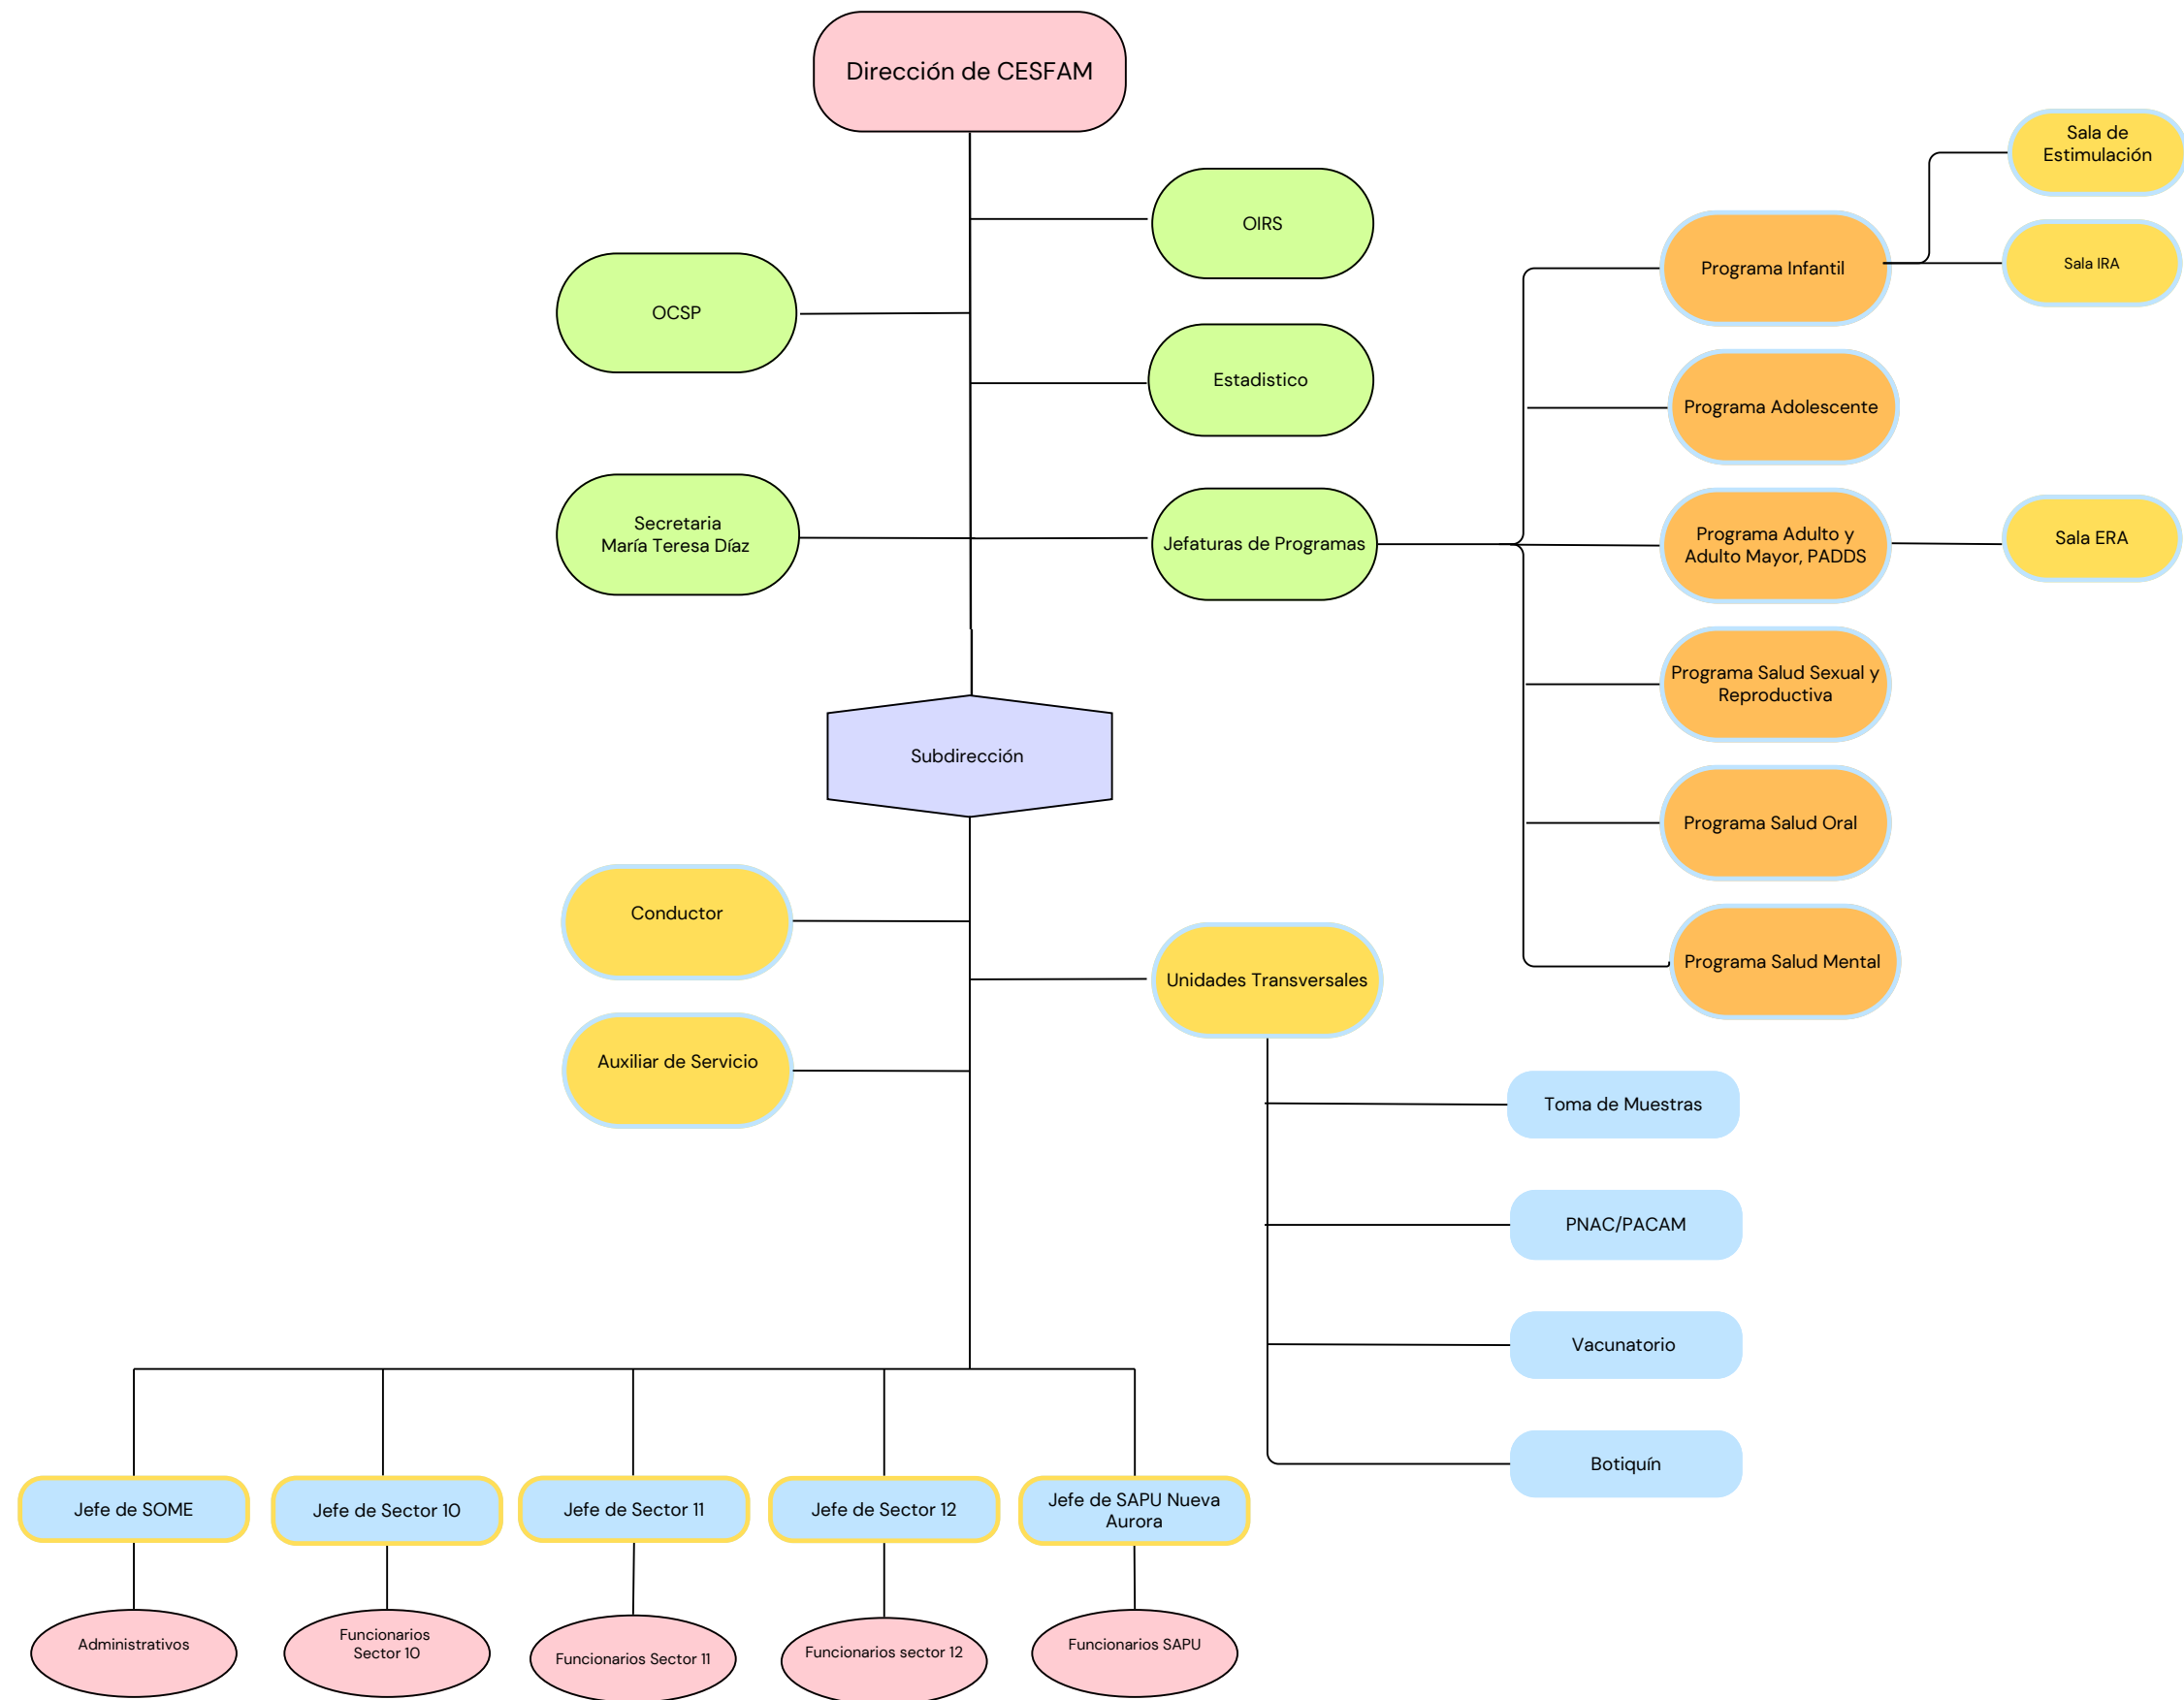 Dirección de CESFAM
Sala de
Estimulación
OIRS
Programa Infantil
Sala IRA
OCSP
Estadistico
Programa Adolescente
Secretaria
María Teresa Díaz
Jefaturas de Programas
Programa Adulto y
Adulto Mayor, PADDS
Sala ERA
Programa Salud Sexual y
Reproductiva
Subdirección
Programa Salud Oral
Conductor
Unidades Transversales
Programa Salud Mental
Auxiliar de Servicio
Toma de Muestras
PNAC/PACAM
Vacunatorio
Botiquín
Jefe de SOME
Jefe de Sector 10
Jefe de Sector 11
Jefe de Sector 12
Jefe de SAPU Nueva
Aurora
Administrativos
Funcionarios
Sector 10
Funcionarios Sector 11
Funcionarios sector 12
Funcionarios SAPU